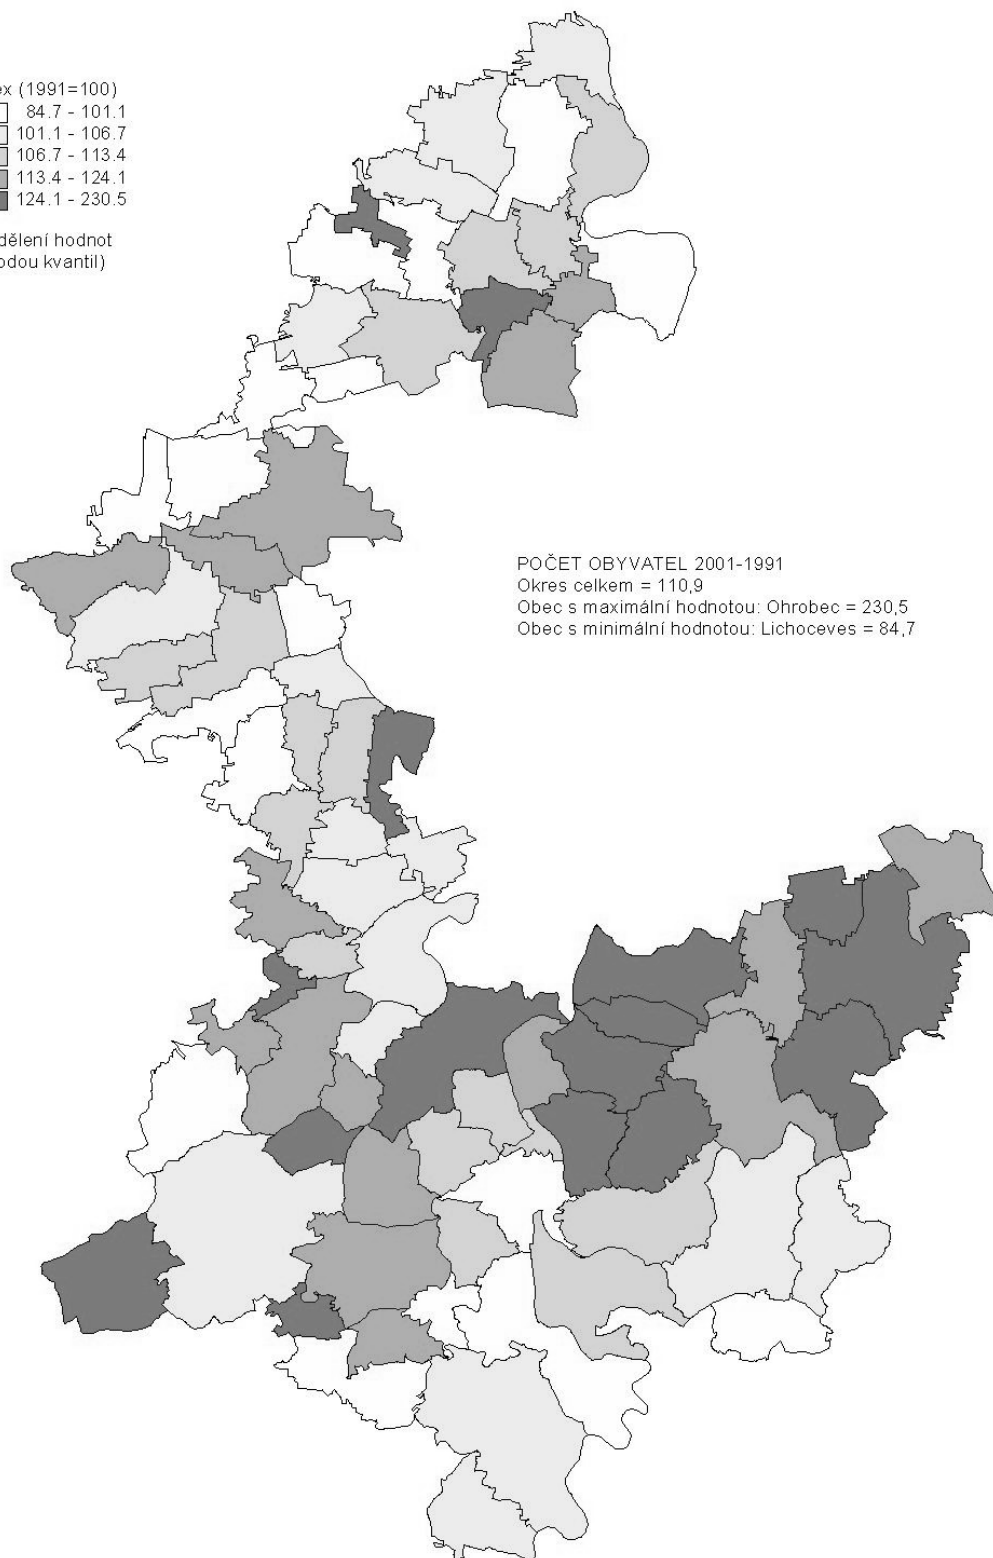 ex (1991=100)
84.7 - 101.1
101.1 - 106.7
106.7 - 113.4
113.4 - 124.1
124.1 - 230.5
dělení hodnot
odou kvantil)
POČET OBYVATEL 2001-1991
Okres celkem = 110,9
Obec s maximální hodnotou: Ohrobec = 230,5
Obec s minimální hodnotou: Lichoceves = 84,7